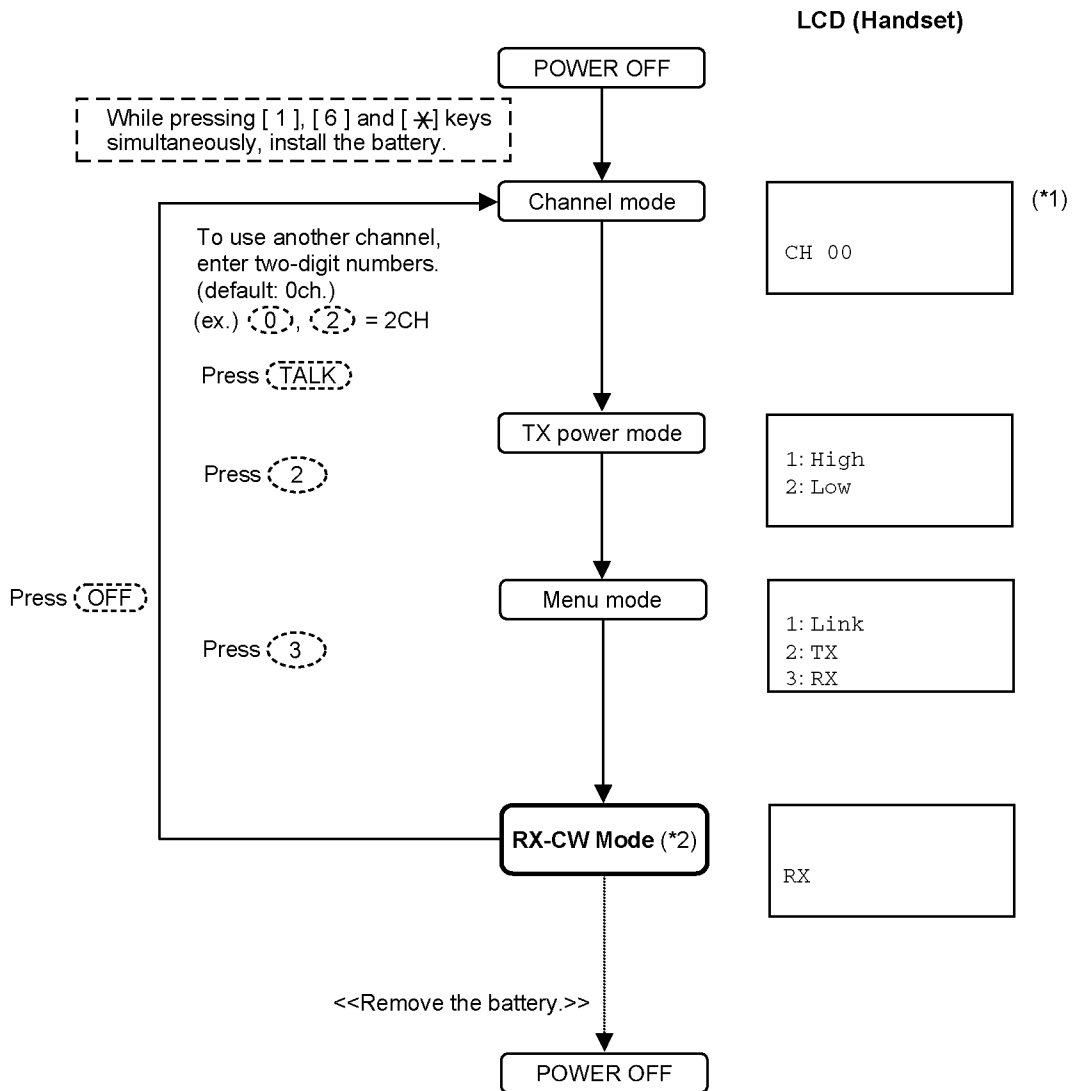 LCD (Handset)
POWER OFF
While pressing [ 1 ], [ 6 ] and [ ⚹ ] keys
simultaneously, install the battery.
Channel mode
(*1)
To use another channel,
enter two-digit numbers.
(default: 0ch.)
(ex.) 0, 2 = 2CH
CH 00
Press TALK
TX power mode
1: High
2: Low
Press 2
Menu mode
1: Link
2: TX
3: RX
Press OFF
Press 3
RX-CW Mode (*2)
RX
<<Remove the battery.>>
POWER OFF